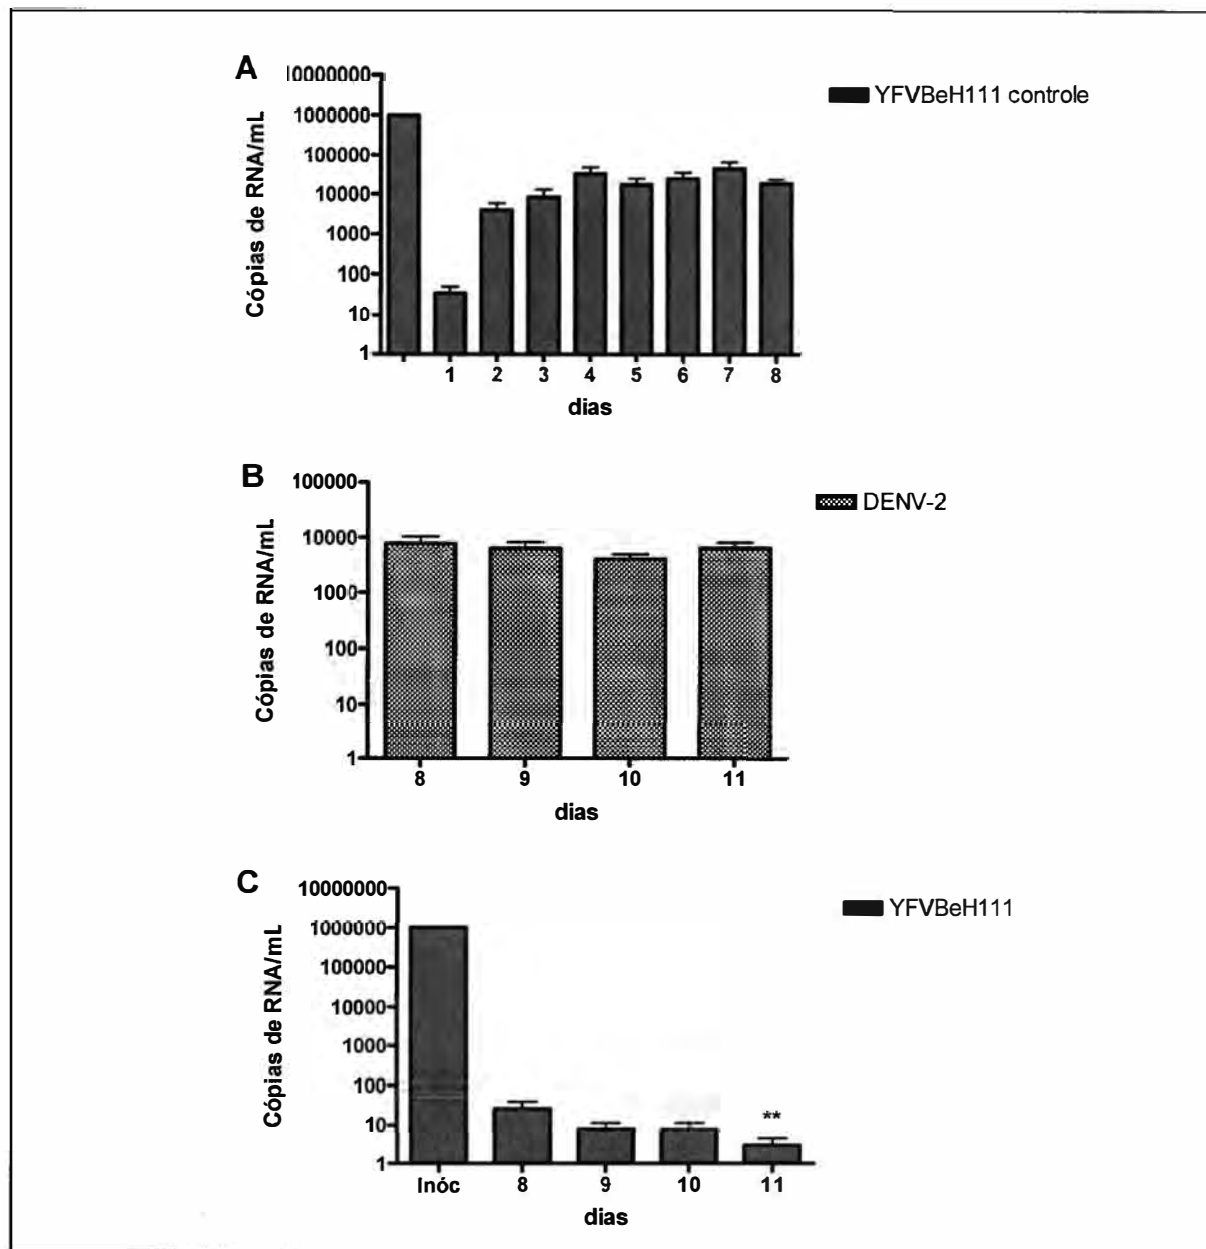 A
10000000
1000000
100000
10000
1000
100
10
1
Cópias de RNA/mL
1 2 3 4 5 6 7 8
dias
YFVBeH111 controle
B
100000
10000
1000
100
10
1
Cópias de RNA/mL
8 9 10 11
dias
DENV-2
C
10000000
1000000
100000
10000
1000
100
10
1
Cópias de RNA/mL
**
Inóc 8 9 10 11
dias
YFVBeH111